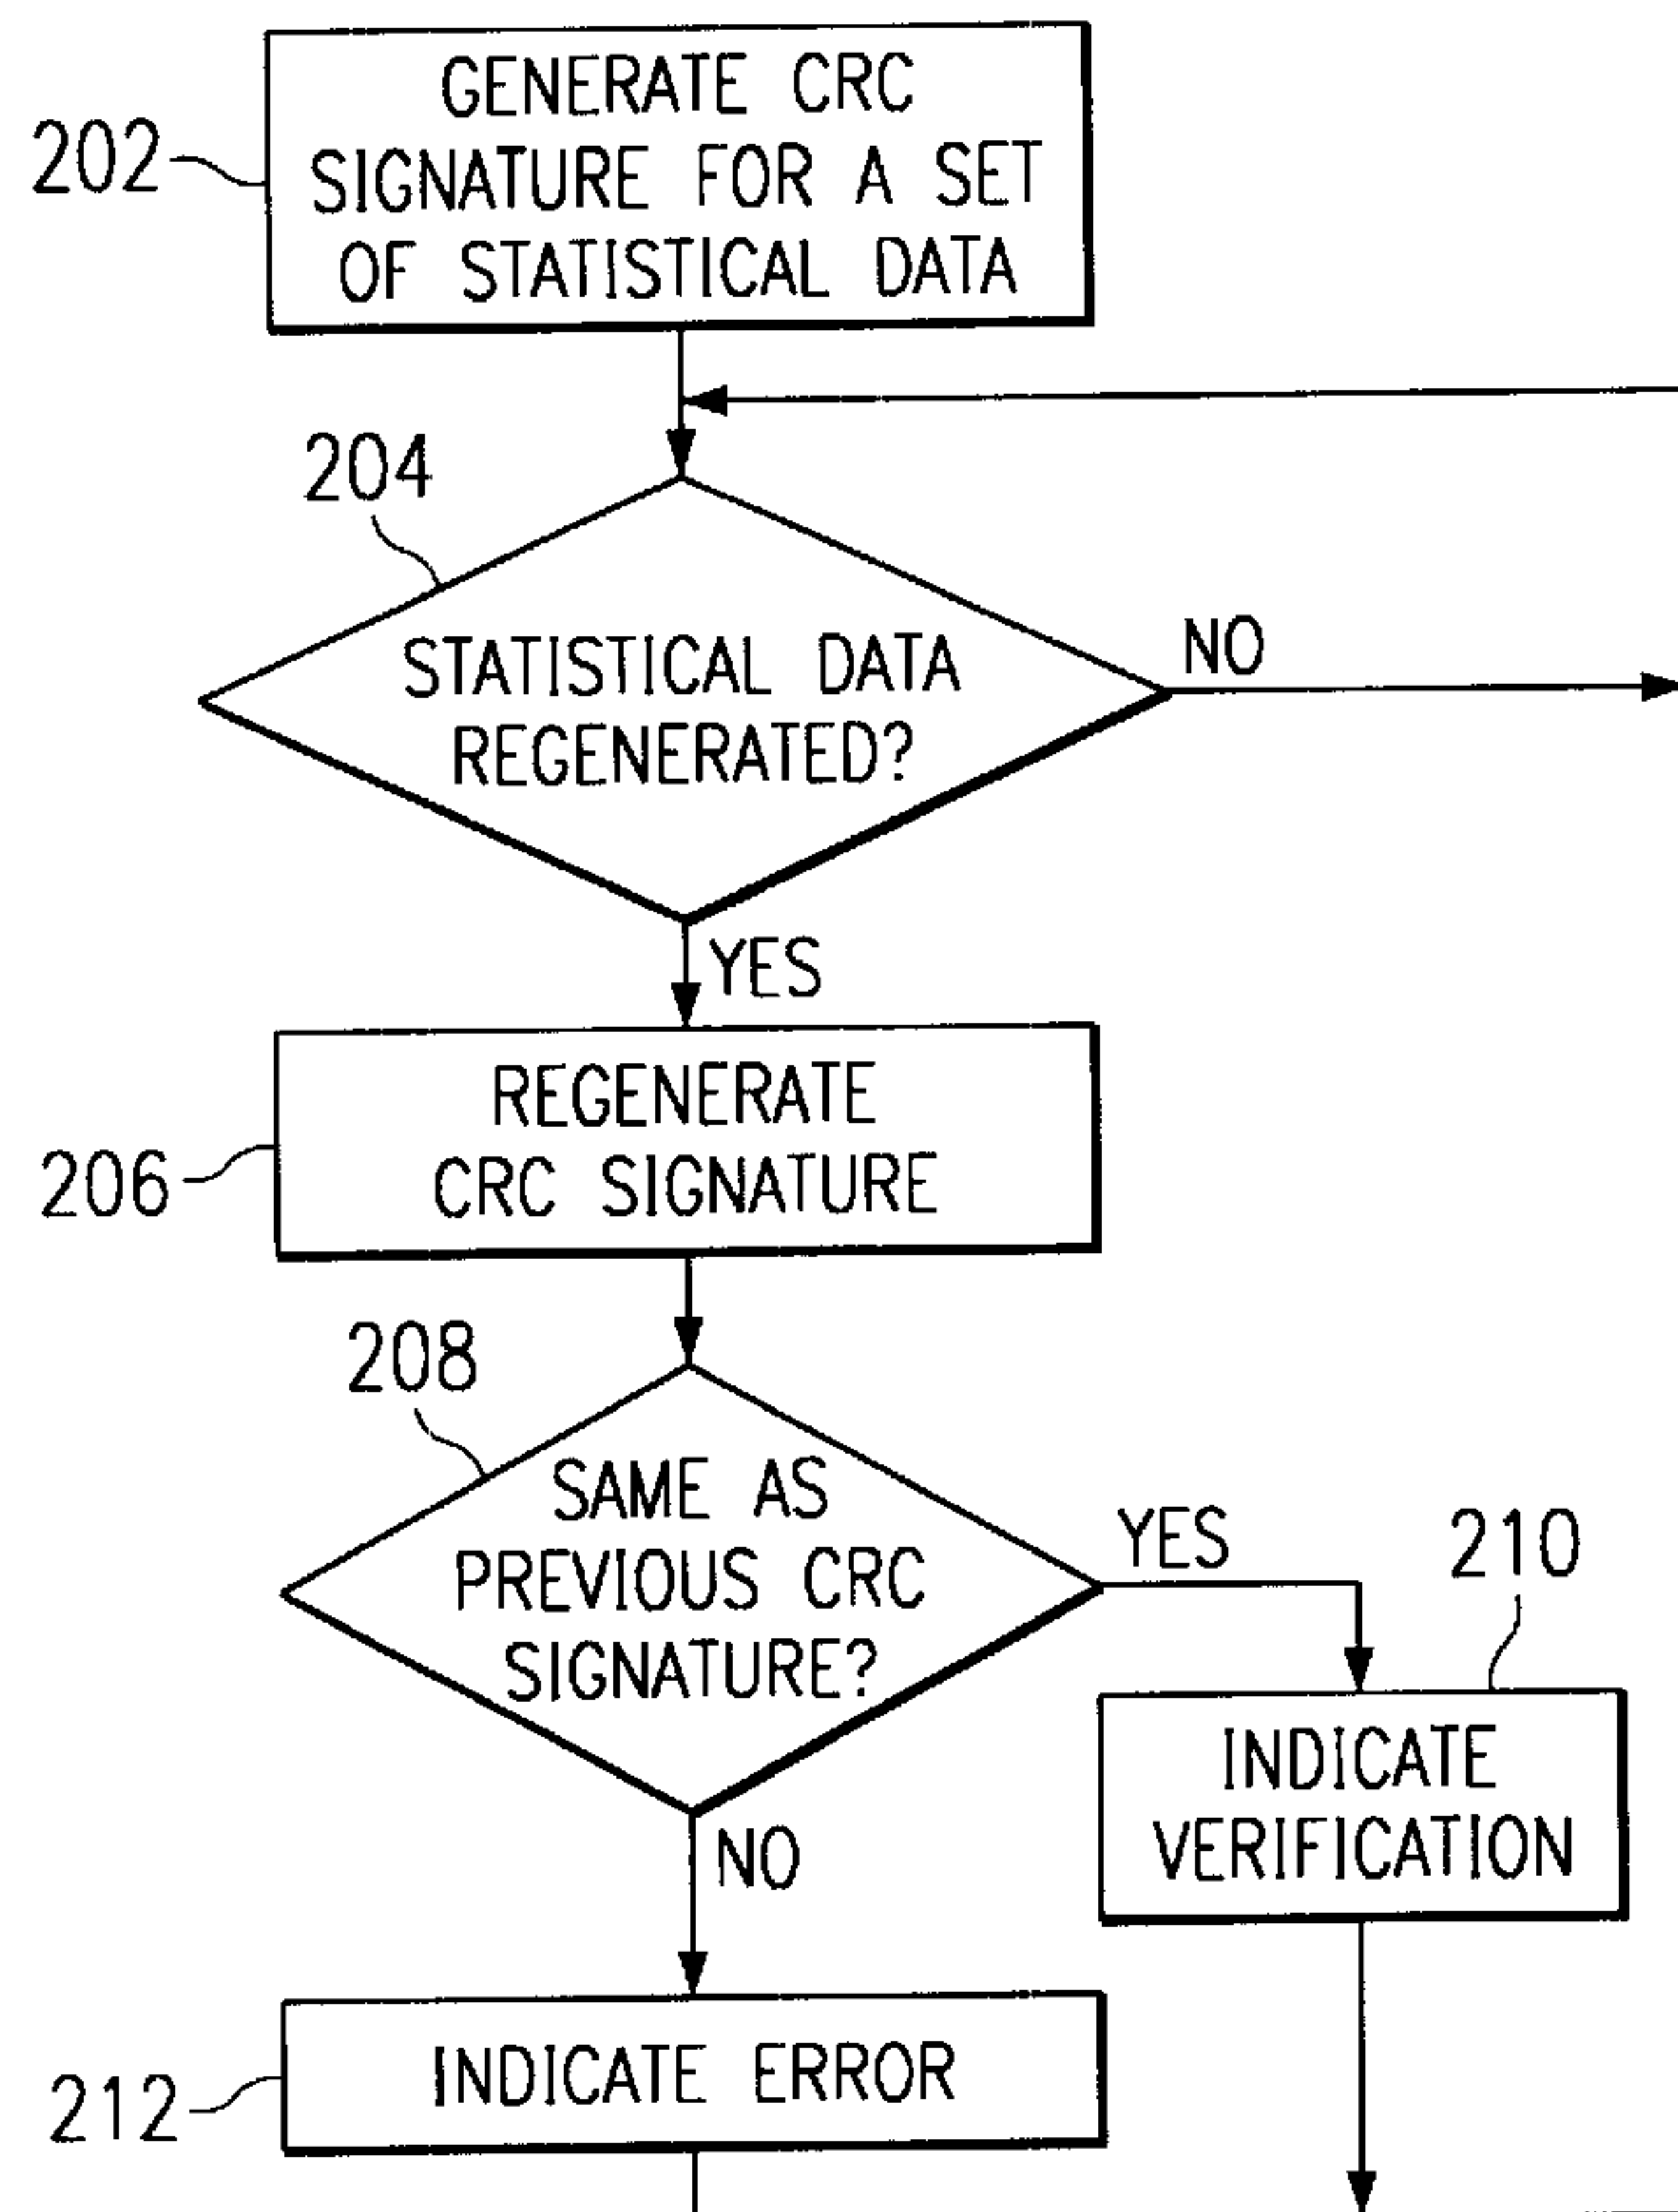 202
GENERATE CRC
SIGNATURE FOR A SET
OF STATISTICAL DATA
204
STATISTICAL DATA
REGENERATED?
NO
YES
206
REGENERATE
CRC SIGNATURE
208
SAME AS
PREVIOUS CRC
SIGNATURE?
YES
210
INDICATE
VERIFICATION
NO
212
INDICATE ERROR